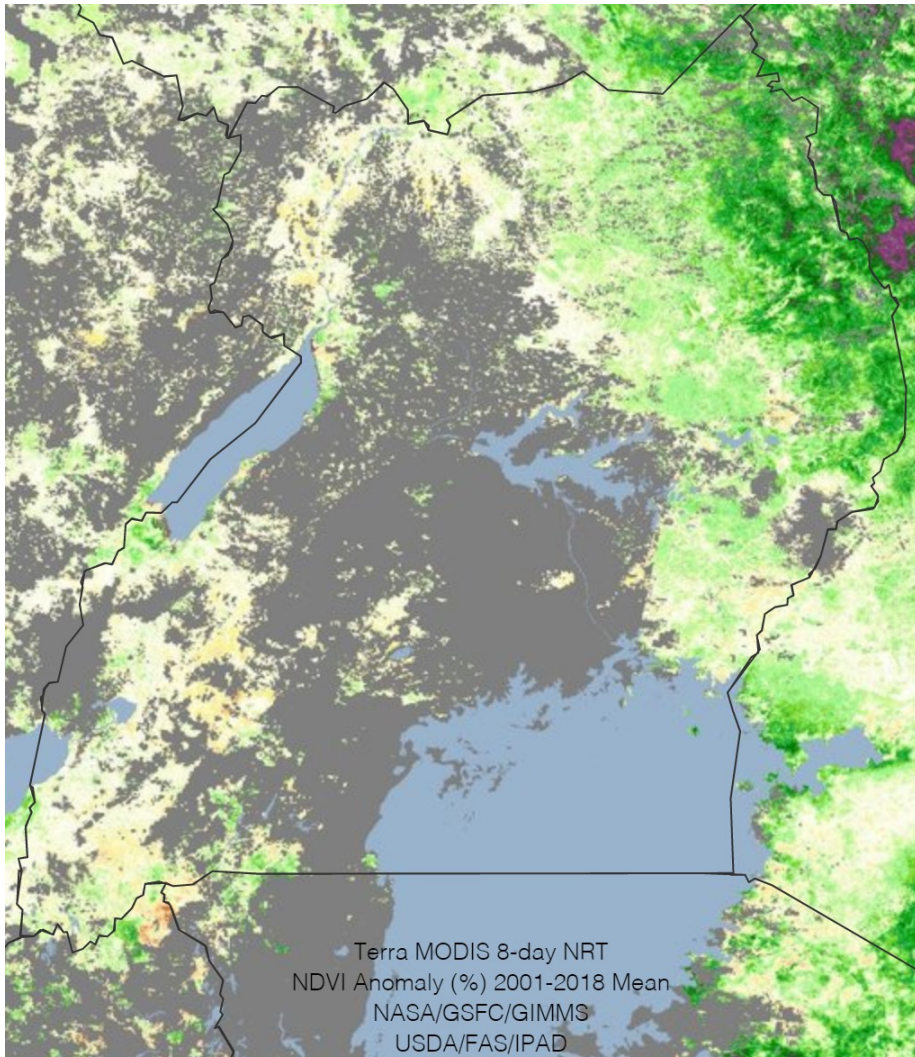 Terra MODIS 8-day NRT
NDVI Anomaly (%) 2001-2018 Mean
NASA/GSFC/GIMMS
USDA/FAS/IPAD